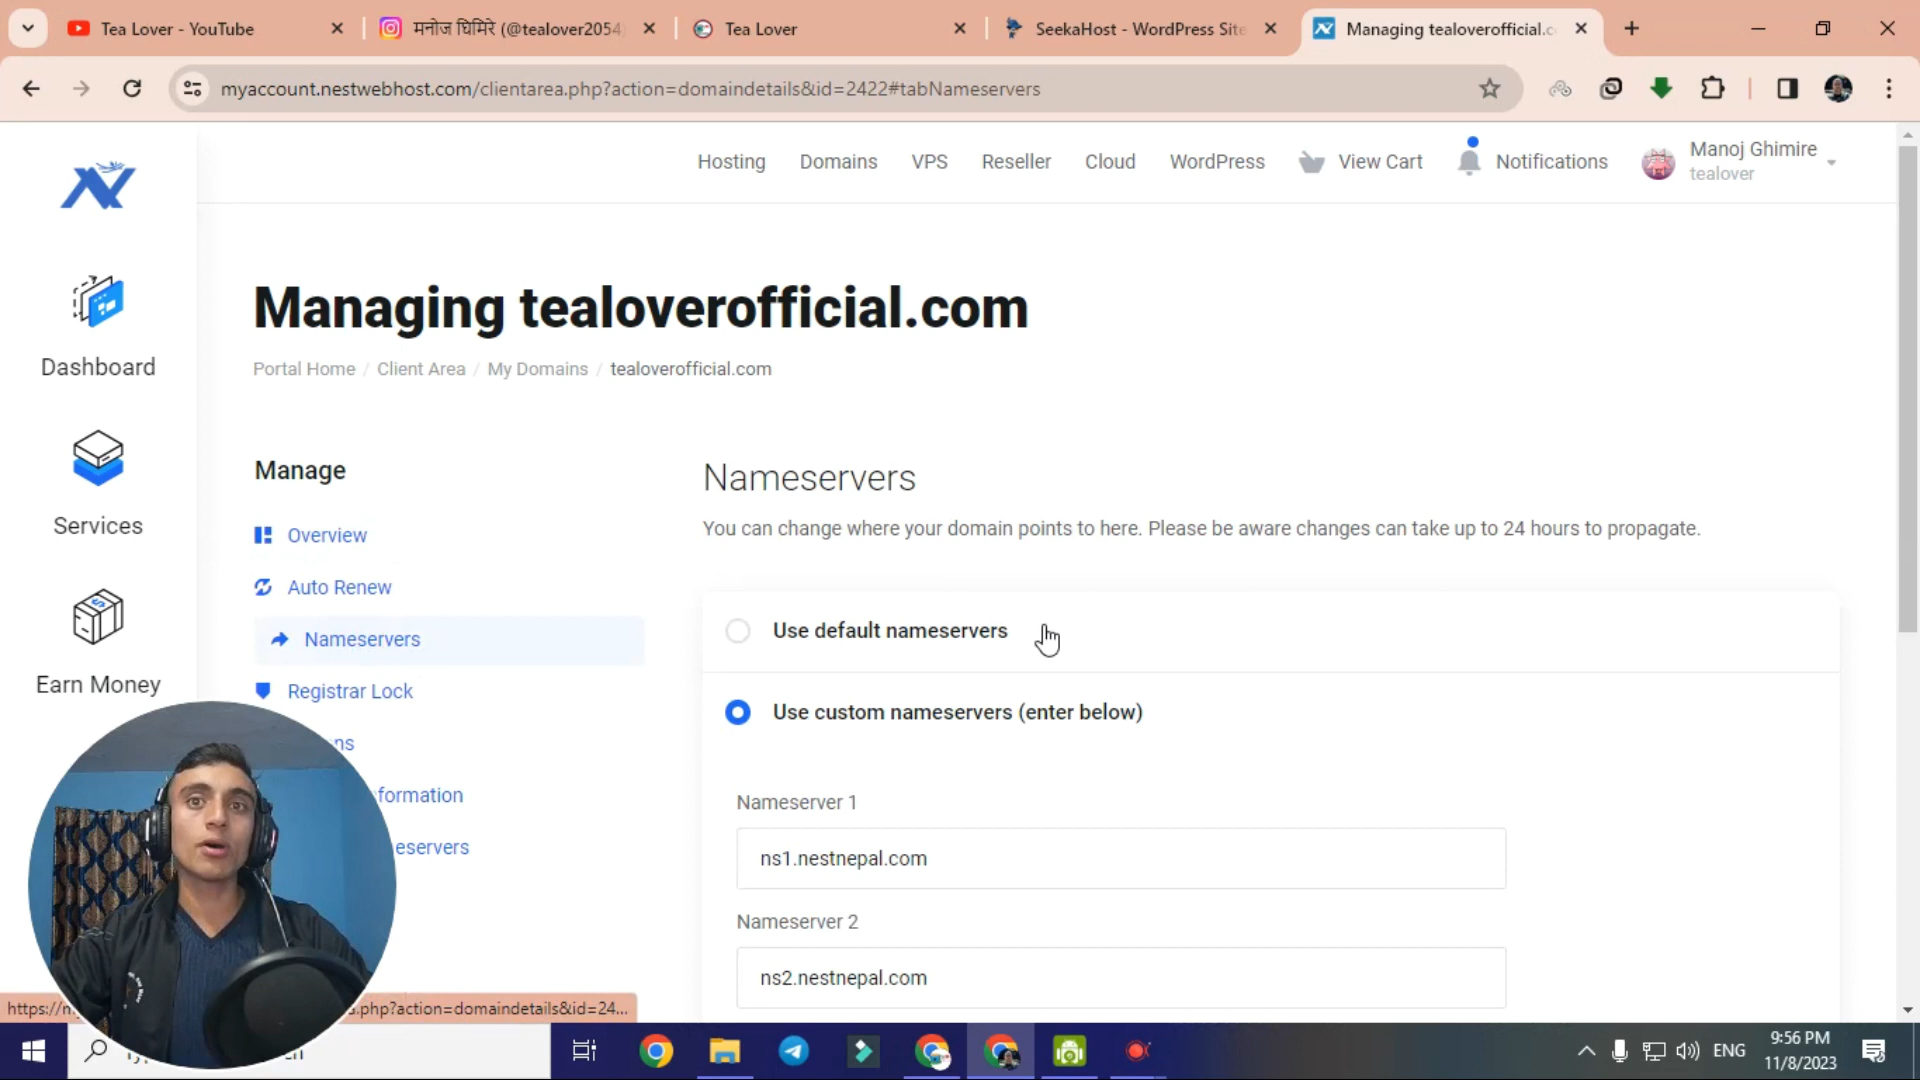 Tea Lover - YouTube
मनोज घिमिरे (@tealover2054)
Tea Lover
SeekaHost - WordPress Site
Managing tealoverofficial.c
myaccount.nestwebhost.com/clientarea.php?action=domaindetails&id=2422#tabNameservers
Hosting
Domains
VPS
Reseller
Cloud
WordPress
View Cart
Notifications
Manoj Ghimire
tealover
Dashboard
Services
Earn Money
Managing tealoverofficial.com
Portal Home / Client Area / My Domains / tealoverofficial.com
Manage
Overview
Auto Renew
Nameservers
Registrar Lock
ns
formation
eservers
Nameservers
You can change where your domain points to here. Please be aware changes can take up to 24 hours to propagate.
Use default nameservers
Use custom nameservers (enter below)
Nameserver 1
ns1.nestnepal.com
Nameserver 2
ns2.nestnepal.com
.php?action=domaindetails&id=24...
ENG
9:56 PM
11/8/2023